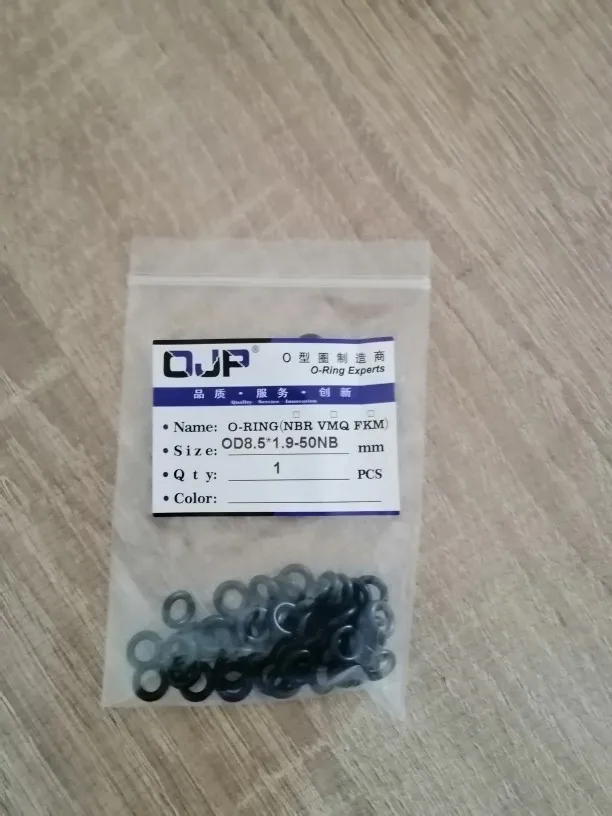 OJP® O型圈制造商
O-Ring Experts
品质·服务·创新
Quality Service Innovation
• Name: O-RING(NBR VMQ FKM)
• Size: OD8.5*1.9-50NB mm
• Qty: 1 PCS
• Color: